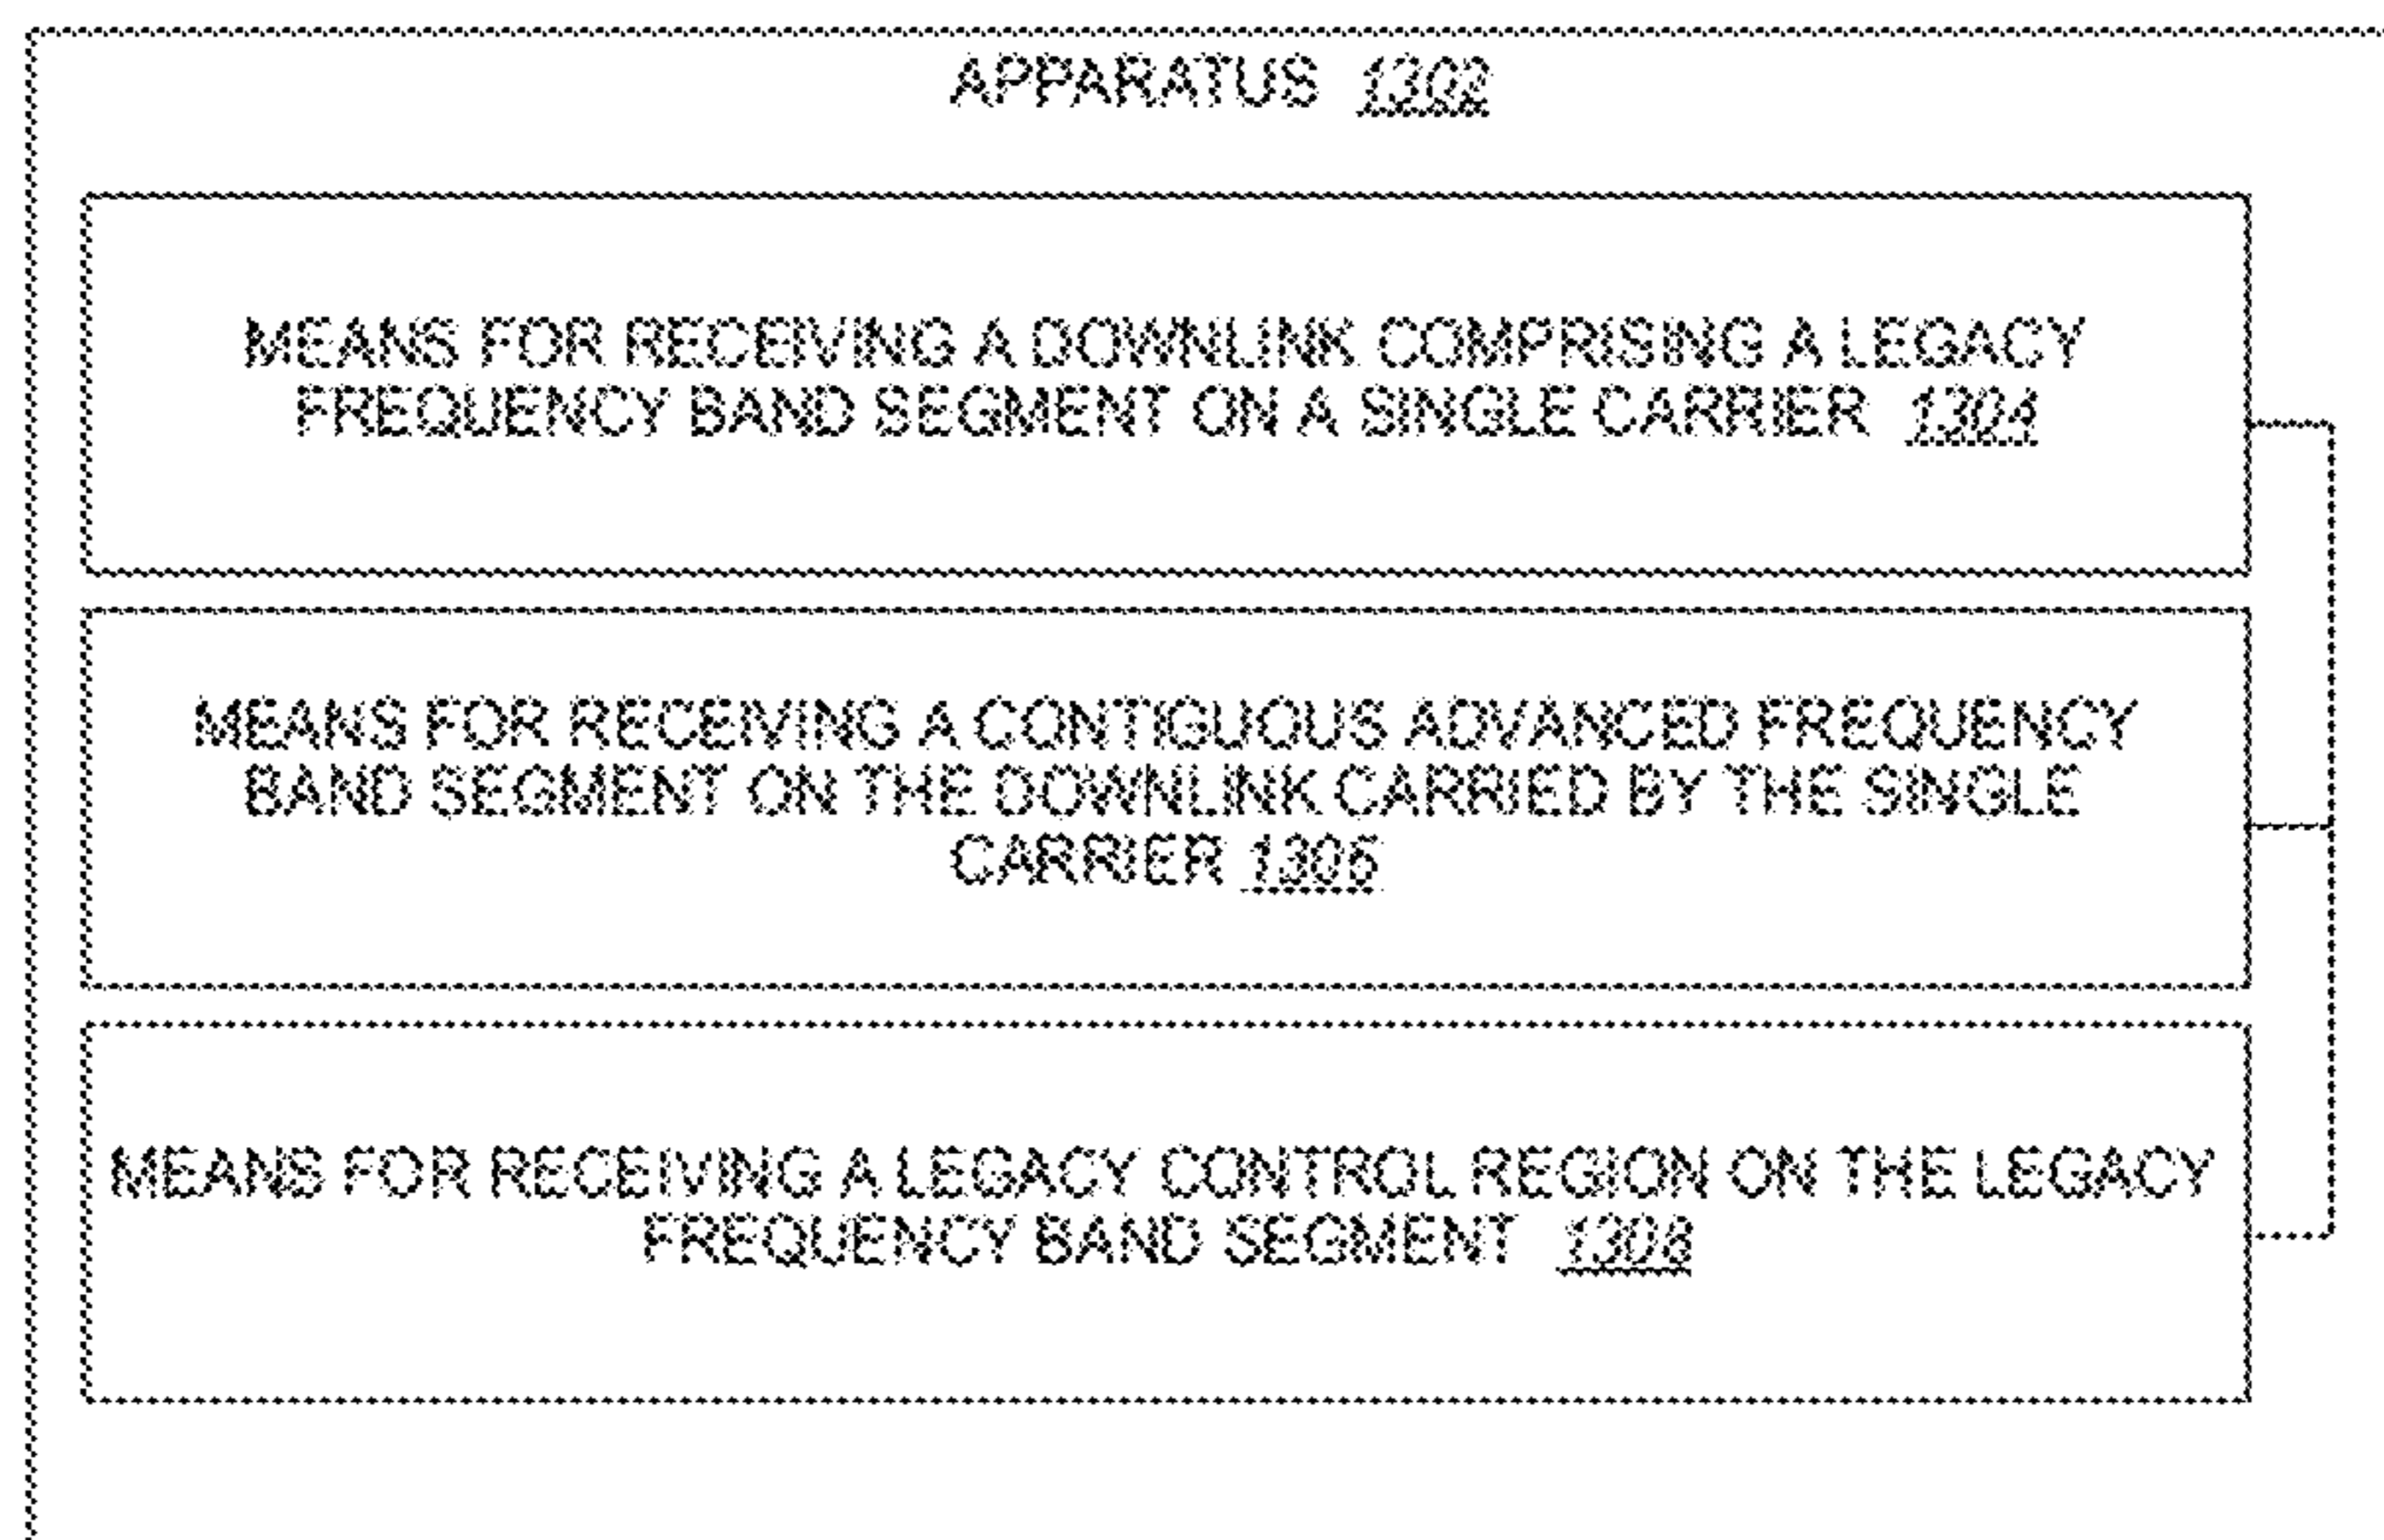 APPARATUS 1302
MEANS FOR RECEIVING A DOWNLINK COMPRISING A LEGACY
FREQUENCY BAND SEGMENT ON A SINGLE CARRIER 1304
MEANS FOR RECEIVING A CONTIGUOUS ADVANCED FREQUENCY
BAND SEGMENT ON THE DOWNLINK CARRIED BY THE SINGLE
CARRIER 1306
MEANS FOR RECEIVING A LEGACY CONTROL REGION ON THE LEGACY
FREQUENCY BAND SEGMENT 1308